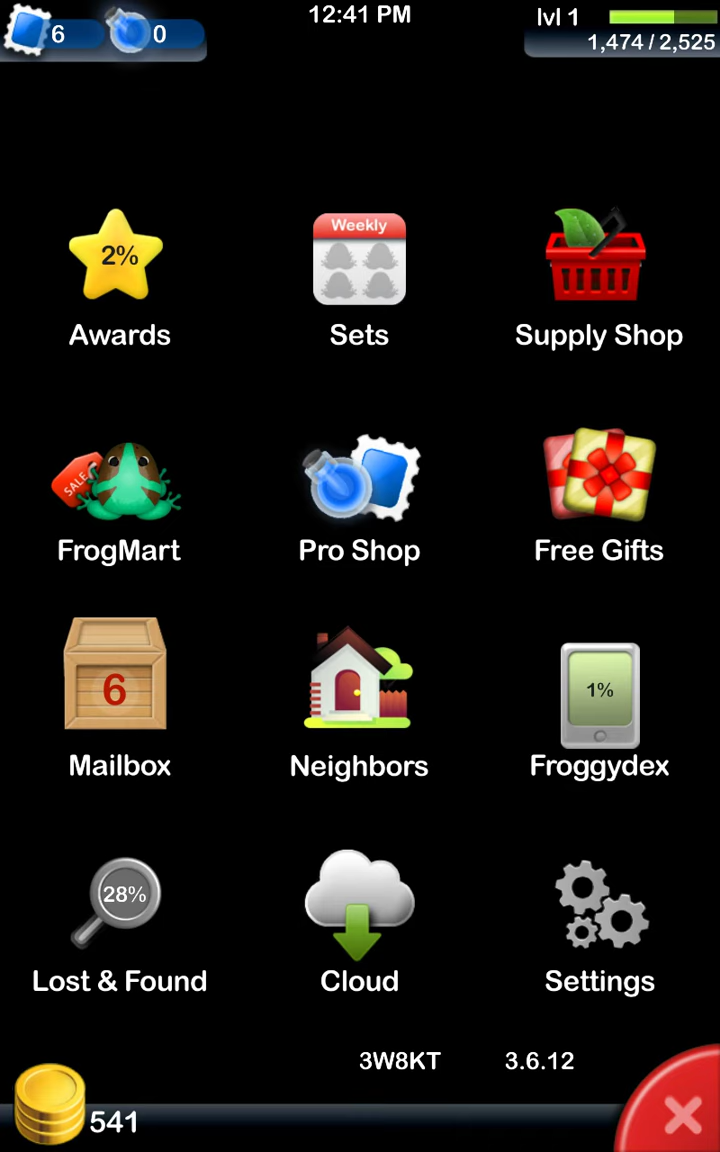 6
0
12:41 PM
lvl 1
1,474 / 2,525
2%
Weekly
Awards
Sets
Supply Shop
SALE
FrogMart
Pro Shop
Free Gifts
6
1%
Mailbox
Neighbors
Froggydex
28%
Lost & Found
Cloud
Settings
3W8KT
3.6.12
541